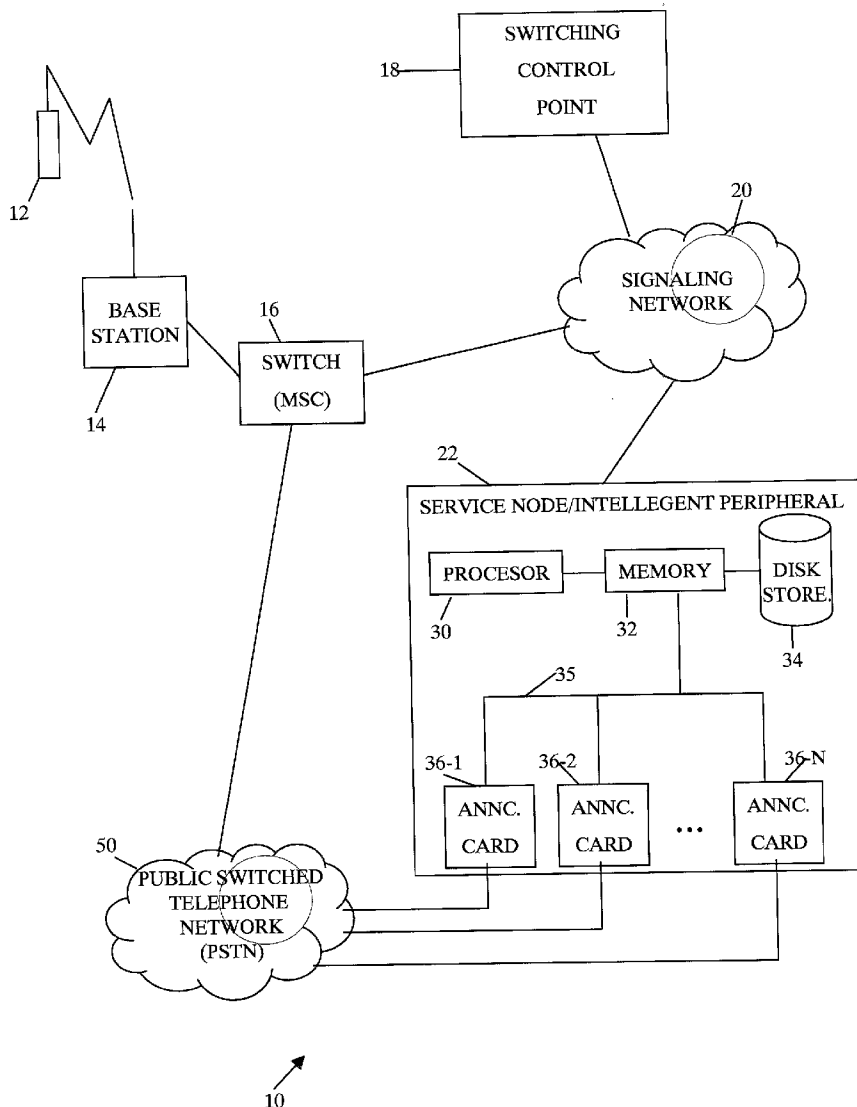 SWITCHING
CONTROL
POINT
18
12
20
SIGNALING
NETWORK
BASE
STATION
14
16
SWITCH
(MSC)
22
SERVICE NODE/INTELLEGENT PERIPHERAL
PROCESOR
30
MEMORY
32
DISK
STORE.
34
35
36-1
ANNC.
CARD
36-2
ANNC.
CARD
...
36-N
ANNC.
CARD
50
PUBLIC SWITCHED
TELEPHONE
NETWORK
(PSTN)
10